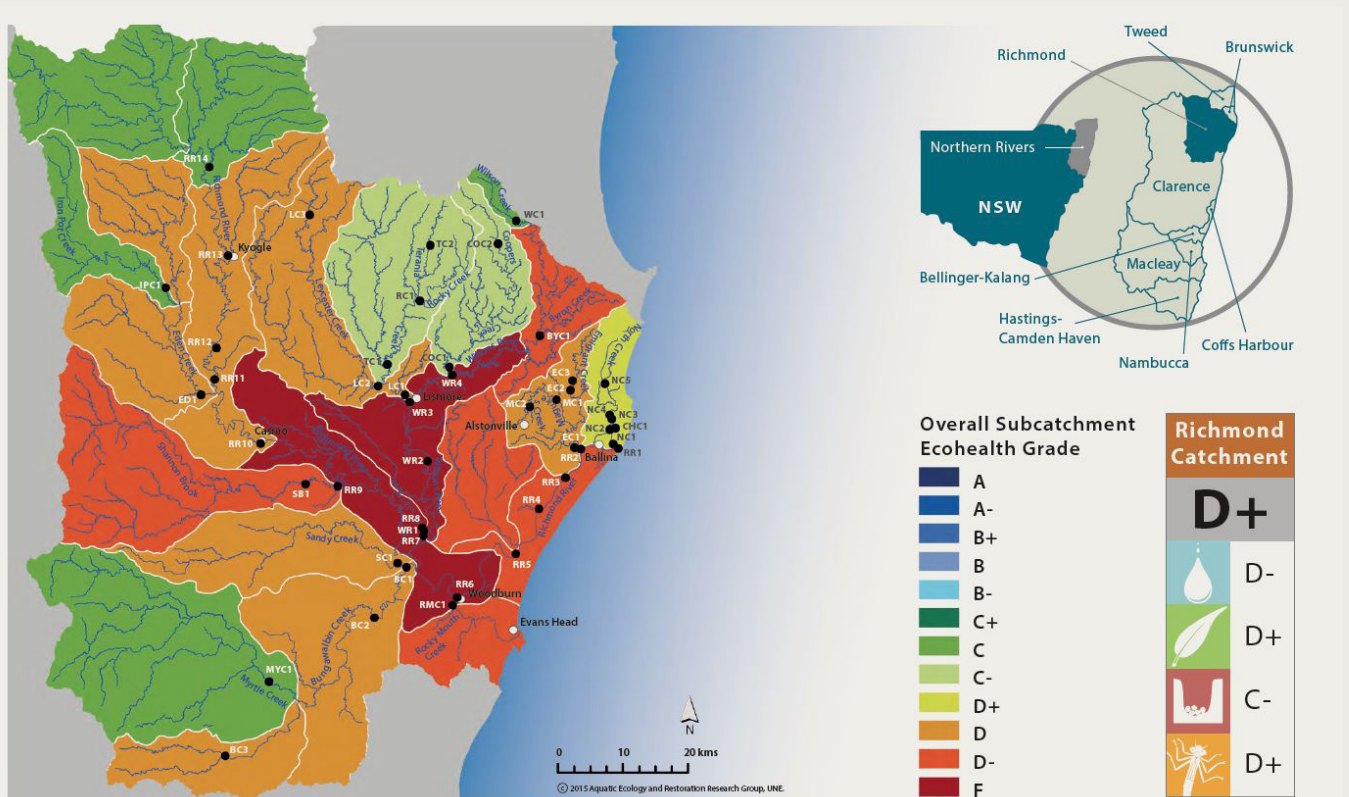 Tweed
Brunswick
Richmond
Northern Rivers
NSW
Clarence
Bellinger-Kalang
Macleay
Hastings-
Camden Haven
Coffs Harbour
Nambucca
RR14
Richmond River
Iron Pot Creek
LC3
Kyogle
RR13
IPC1
RR12
Eden Creek
RR11
ED1
Leycester Creek
Wilson Creek
WC1
TC2
COC2
Coopers
Terania
RC1
Rocky Creek
Creek
Creek
TC1
COC1
WR4
LC2
LC1
Lismore
WR3
Byron Creek
BYC1
North Creek
Emigrant Creek
EC3
EC2
NC5
MC2
MC1
Creek
NC4
NC3
NC2
CHC1
Alstonville
EC1
NC1
RR2
Ballina
RR1
Casino
RR10
WR2
RR3
Shannon Brook
SB1
RR9
RR4
Richmond River
RR8
WR1
RR7
Sandy Creek
SC1
BC1
RR5
RR6
Woodburn
RMC1
BC2
Rocky Mouth
Creek
Evans Head
Bungawalbin Creek
MYC1
Myrtle Creek
BC3
N
0 10 20 kms
© 2015 Aquatic Ecology and Restoration Research Group, UNE.
Overall Subcatchment
Ecohealth Grade
A
A-
B+
B
B-
C+
C
C-
D+
D
D-
F
Richmond
Catchment
D+
D-
D+
C-
D+